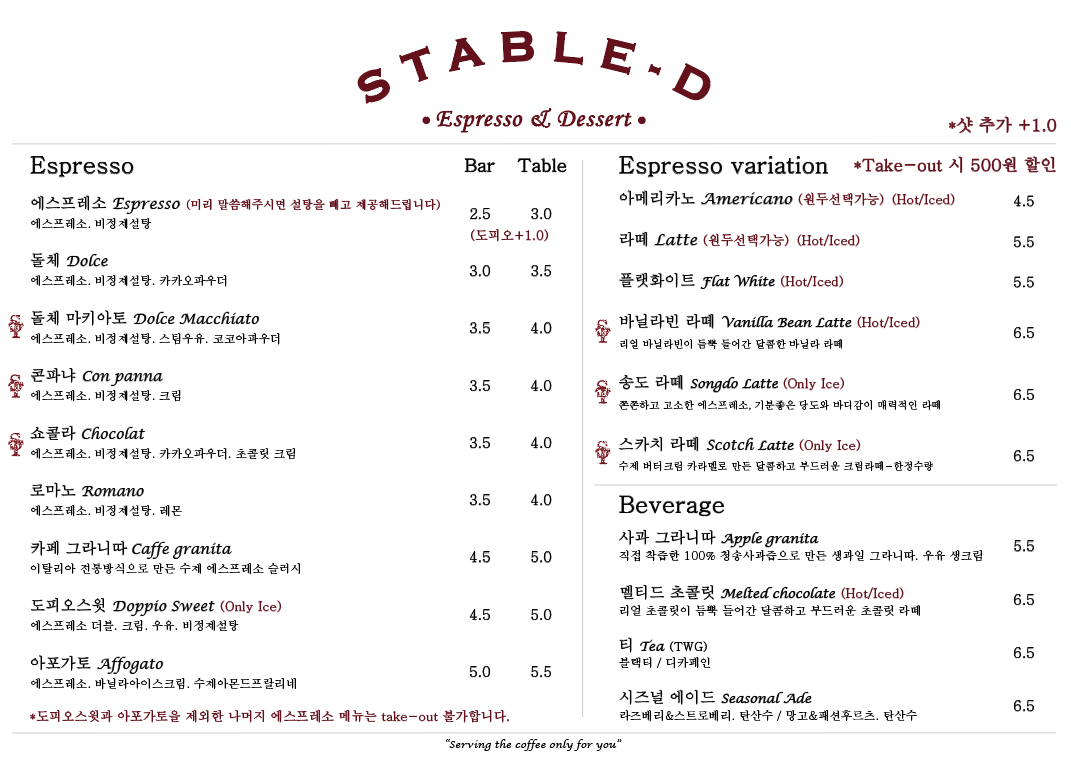 STABLE-D
• Espresso & Dessert •
*샷 추가 +1.0
Espresso Bar Table
에스프레소 Espresso (미리 말씀해주시면 설탕을 빼고 제공해드립니다)
에스프레소. 비정제설탕
2.5 3.0
(도피오+1.0)
돌체 Dolce
에스프레소. 비정제설탕. 카카오파우더
3.0 3.5
돌체 마키아토 Dolce Macchiato
에스프레소. 비정제설탕. 스팀우유. 코코아파우더
3.5 4.0
콘파냐 Con panna
에스프레소. 비정제설탕. 크림
3.5 4.0
쇼콜라 Chocolat
에스프레소. 비정제설탕. 카카오파우더. 초콜릿 크림
3.5 4.0
로마노 Romano
에스프레소. 비정제설탕. 레몬
3.5 4.0
카페 그라니따 Caffe granita
이탈리아 전통방식으로 만든 수제 에스프레소 슬러시
4.5 5.0
도피오스윗 Doppio Sweet (Only Ice)
에스프레소 더블. 크림. 우유. 비정제설탕
4.5 5.0
아포가토 Affogato
에스프레소. 바닐라아이스크림. 수제아몬드프랄리네
5.0 5.5
*도피오스윗과 아포가토을 제외한 나머지 에스프레소 메뉴는 take-out 불가합니다.
Espresso variation *Take-out 시 500원 할인
아메리카노 Americano (원두선택가능) (Hot/Iced) 4.5
라떼 Latte (원두선택가능) (Hot/Iced) 5.5
플랫화이트 Flat White (Hot/Iced) 5.5
바닐라빈 라떼 Vanilla Bean Latte (Hot/Iced)
리얼 바닐라빈이 듬뿍 들어간 달콤한 바닐라 라떼
6.5
송도 라떼 Songdo Latte (Only Ice)
쫀쫀하고 고소한 에스프레소, 기분좋은 당도와 바디감이 매력적인 라떼
6.5
스카치 라떼 Scotch Latte (Only Ice)
수제 버터크림 카라멜로 만든 달콤하고 부드러운 크림라떼-한정수량
6.5
Beverage
사과 그라니따 Apple granita
직접 착즙한 100% 청송사과즙으로 만든 생과일 그라니따. 우유 생크림
5.5
멜티드 초콜릿 Melted chocolate (Hot/Iced)
리얼 초콜릿이 듬뿍 들어간 달콤하고 부드러운 초콜릿 라떼
6.5
티 Tea (TWG)
블랙티 / 디카페인
6.5
시즈널 에이드 Seasonal Ade
라즈베리&스트로베리. 탄산수 / 망고&패션후르츠. 탄산수
6.5
“Serving the coffee only for you”